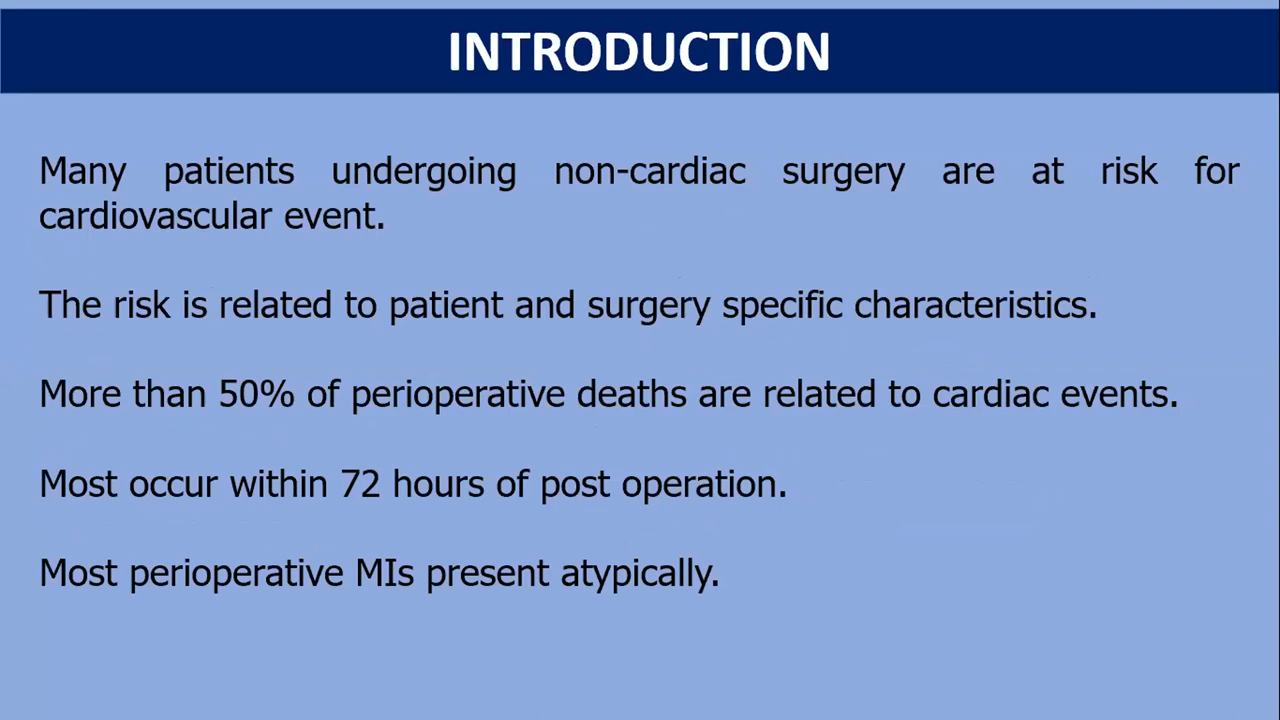 INTRODUCTION
Many patients undergoing non-cardiac surgery are at risk for
cardiovascular event.
The risk is related to patient and surgery specific characteristics.
More than 50% of perioperative deaths are related to cardiac events.
Most occur within 72 hours of post operation.
Most perioperative MIs present atypically.